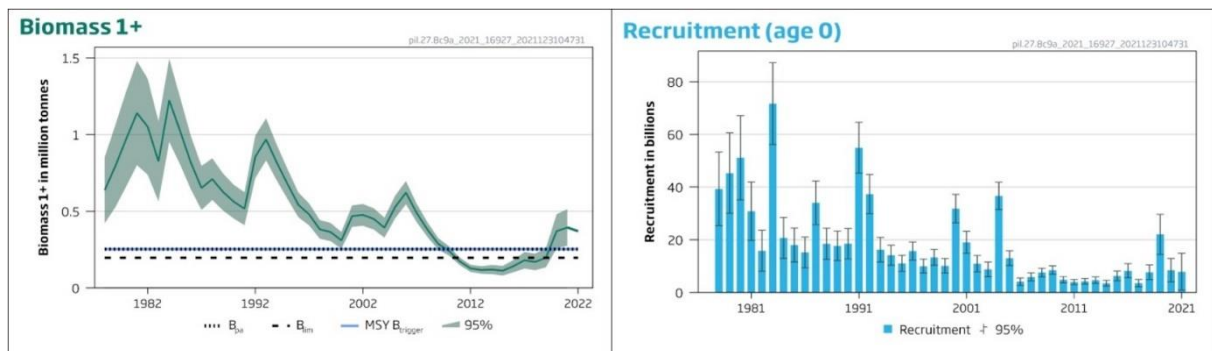 Biomass 1+
pil.27.8c9a_2021_16927_2021123104731
Biomass 1+ in million tonnes
1.5
1
0.5
0
1982
1992
2002
2012
2022
Bpa
Blim
MSY Btrigger
95%
Recruitment (age 0)
pil.27.8c9a_2021_16927_2021123104731
Recruitment in billions
80
60
40
20
0
1981
1991
2001
2011
2021
Recruitment
95%